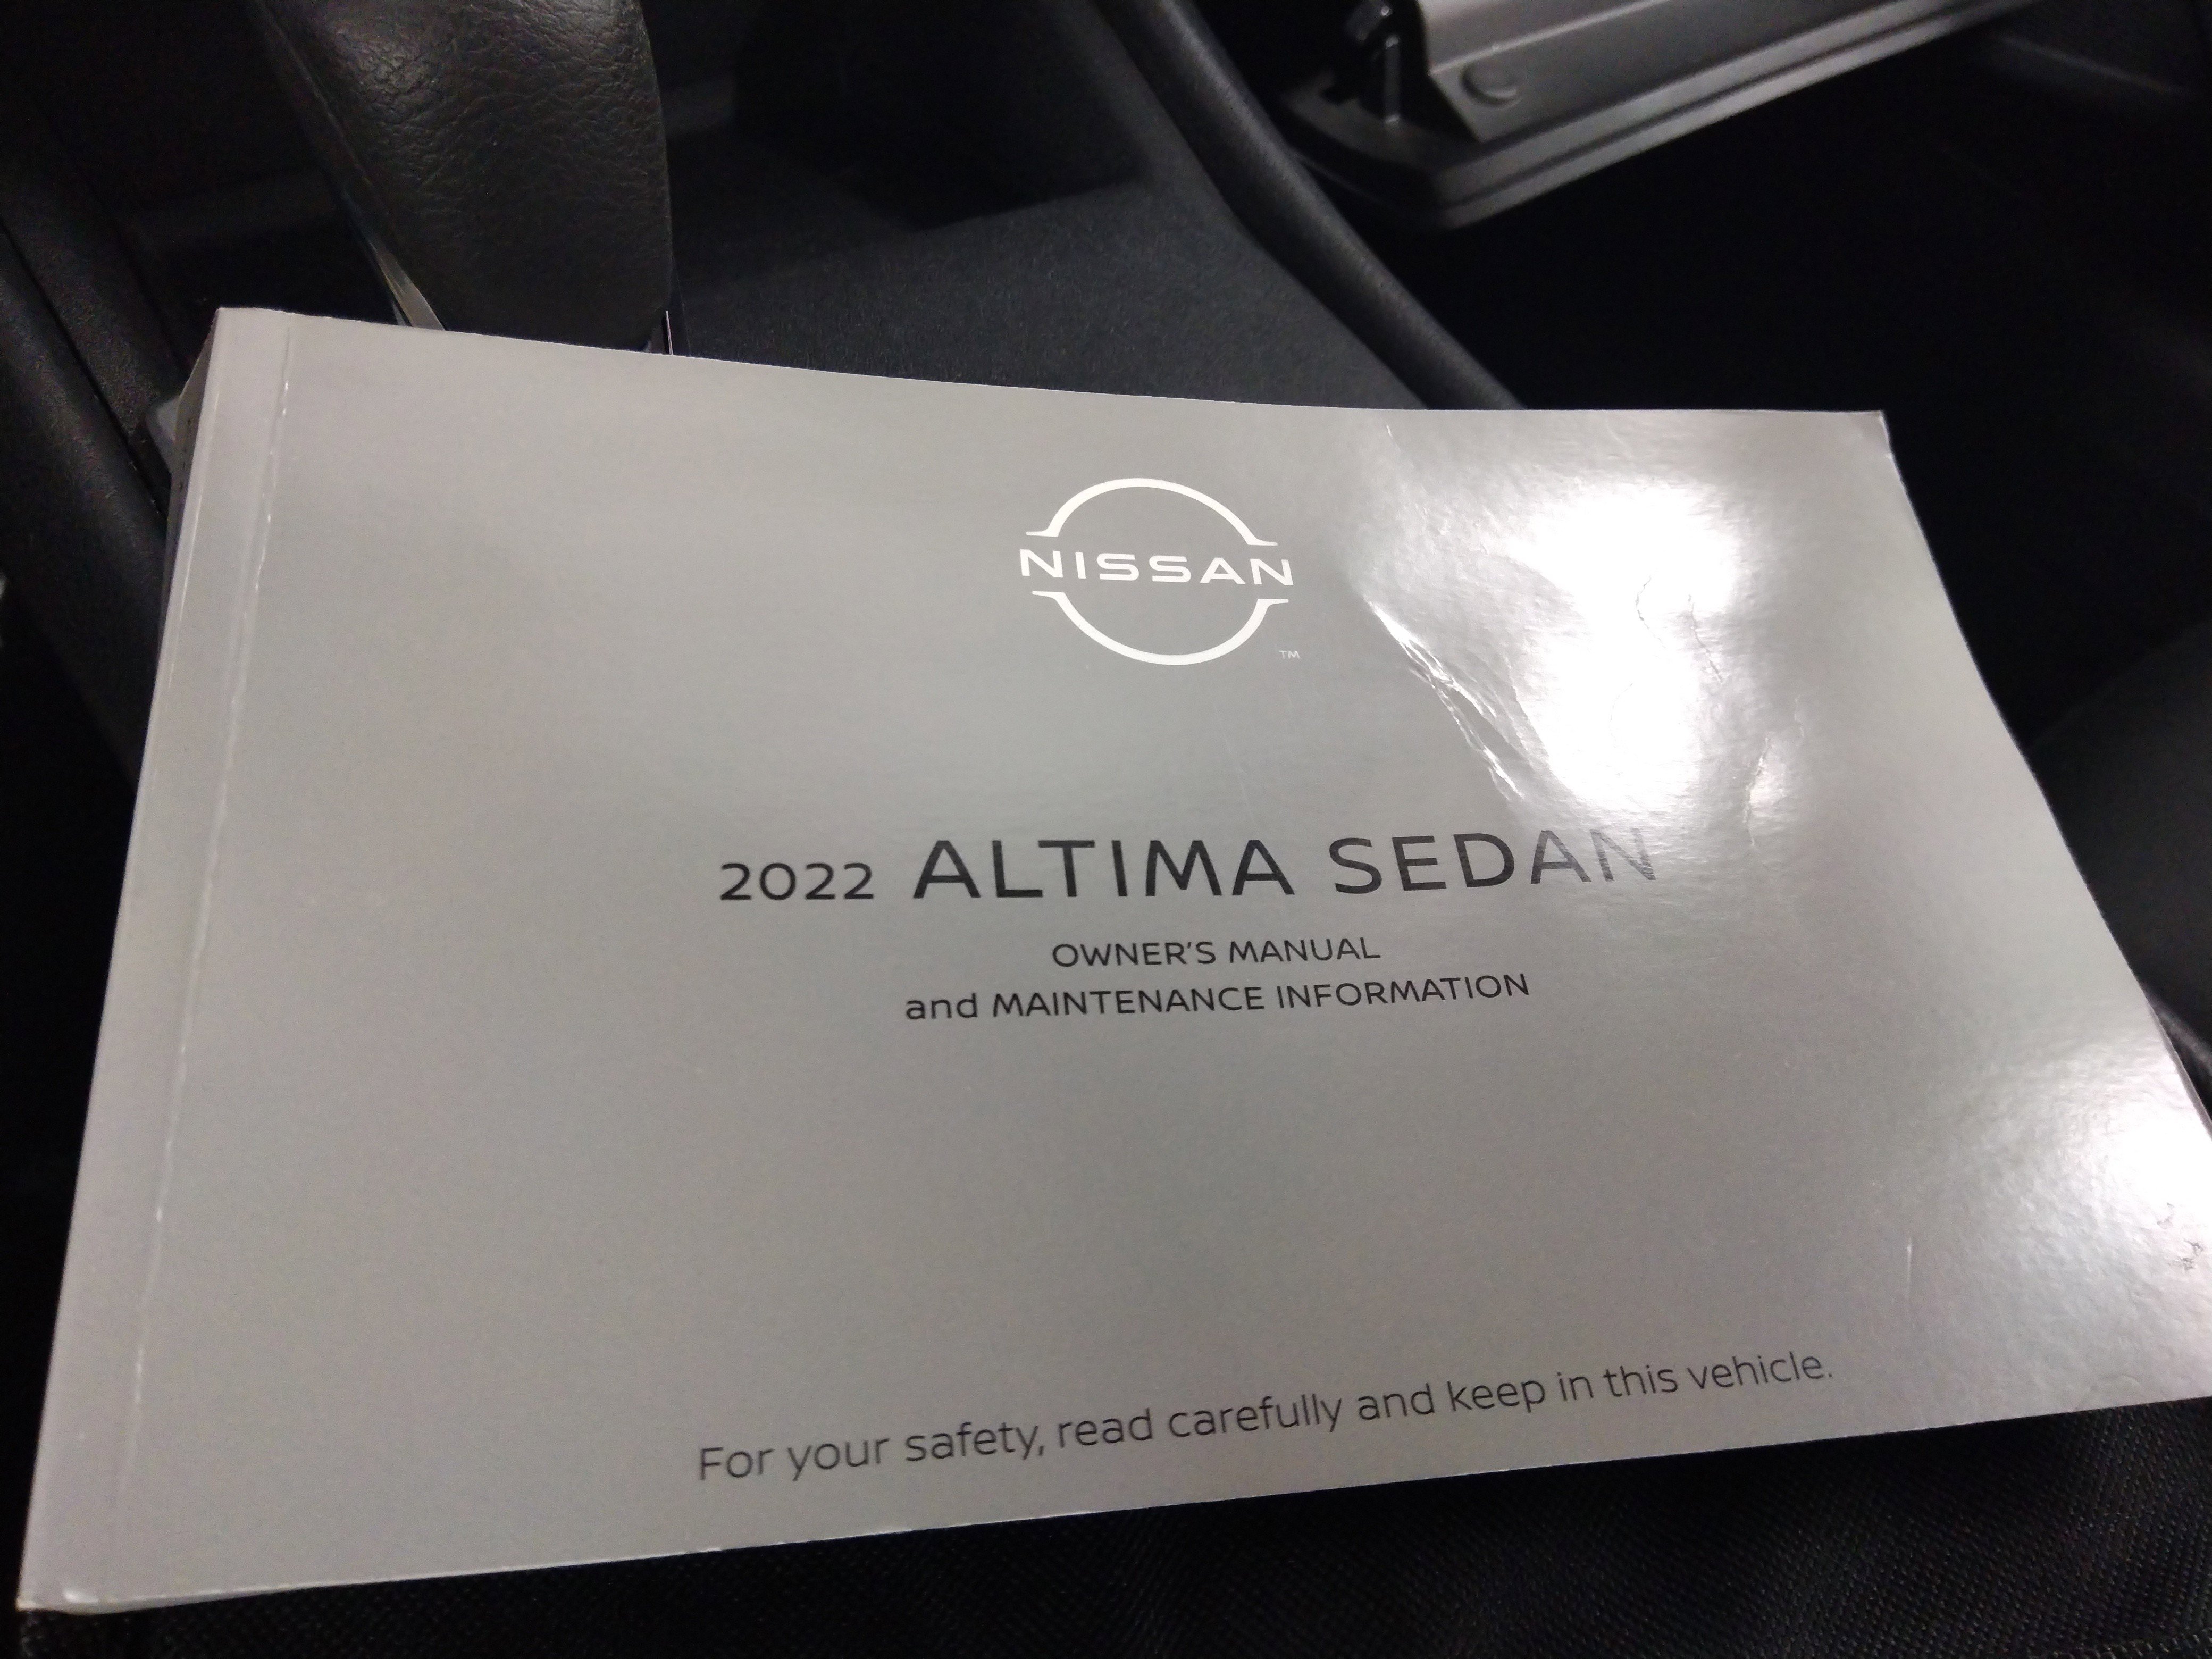 NISSAN
TM
2022 ALTIMA SEDAN
OWNER'S MANUAL
and MAINTENANCE INFORMATION
For your safety, read carefully and keep in this vehicle.